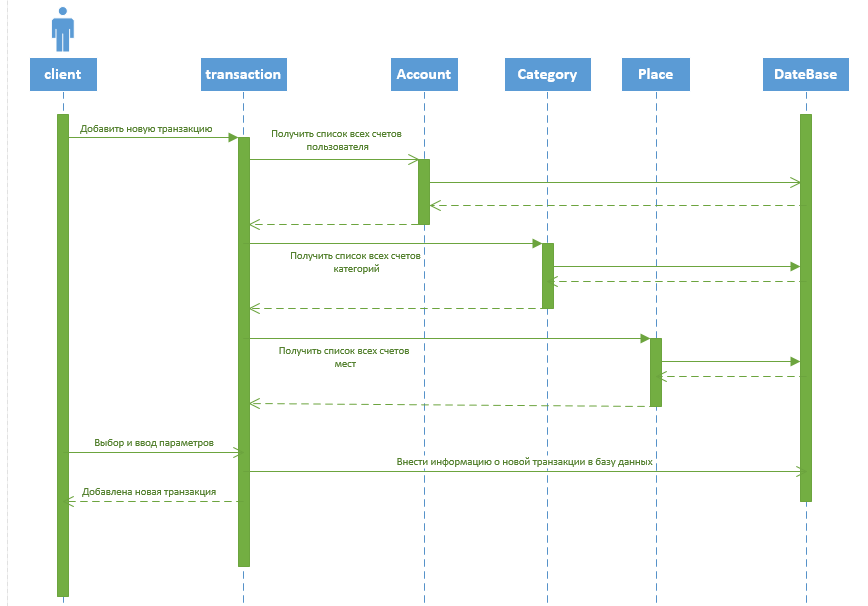 client
transaction
Account
Category
Place
DateBase
Добавить новую транзакцию
Получить список всех счетов
пользователя
Получить список всех счетов
категорий
Получить список всех счетов
мест
Выбор и ввод параметров
Внести информацию о новой транзакции в базу данных
Добавлена новая транзакция